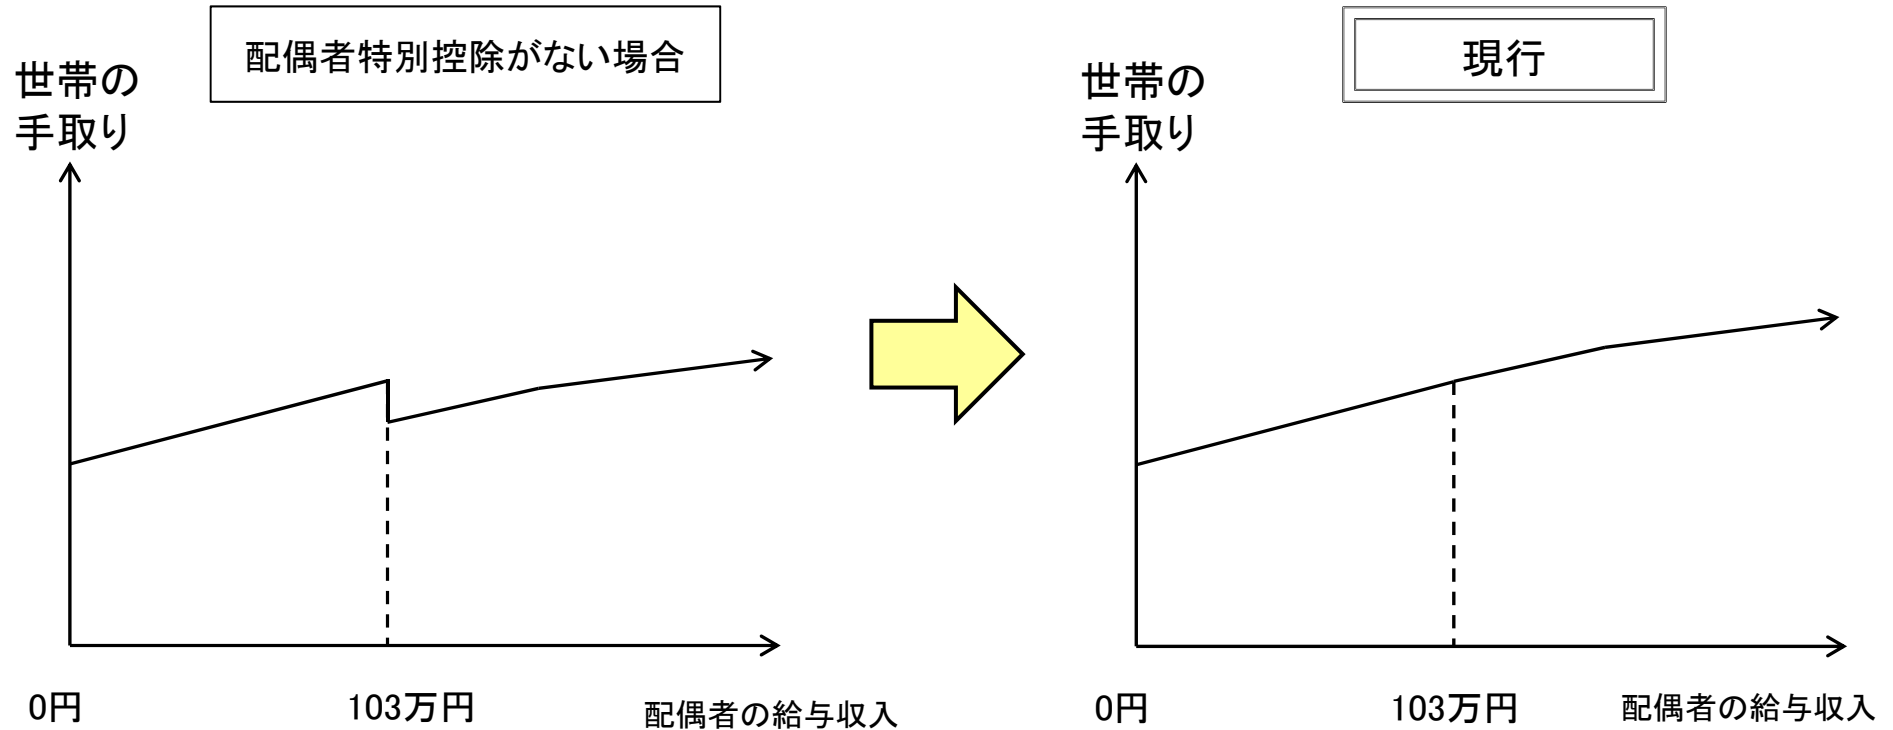 配偶者特別控除がない場合
世帯の
手取り
0円
103万円
配偶者の給与収入
現行
世帯の
手取り
0円
103万円
配偶者の給与収入